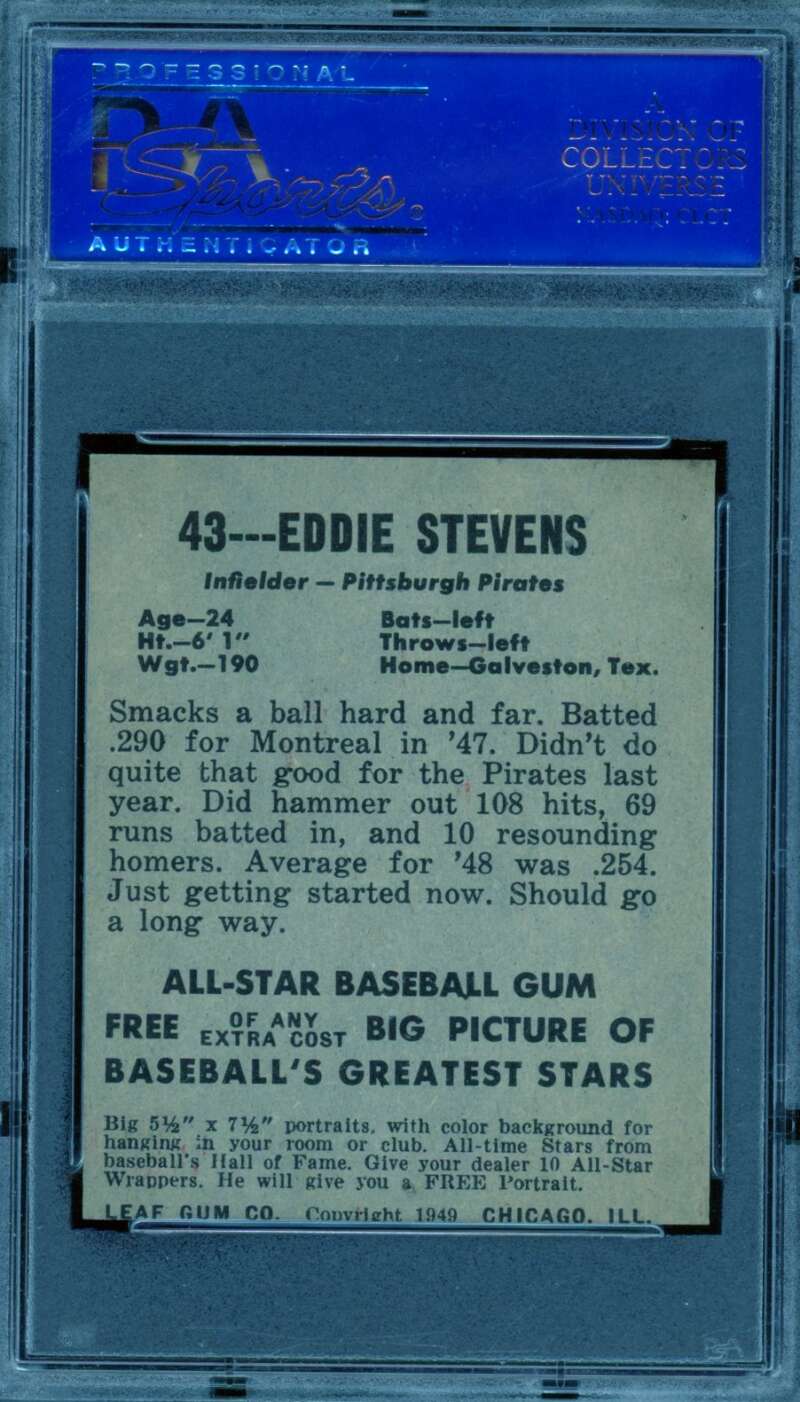 PROFESSIONAL
PSA
Sports
AUTHENTICATOR
A
DIVISION OF
COLLECTORS
UNIVERSE
NASDAQ: CLCT
43---EDDIE STEVENS
Infielder — Pittsburgh Pirates
Age—24 Bats—left
Ht.—6' 1" Throws—left
Wgt.—190 Home—Galveston, Tex.
Smacks a ball hard and far. Batted
.290 for Montreal in '47. Didn't do
quite that good for the Pirates last
year. Did hammer out 108 hits, 69
runs batted in, and 10 resounding
homers. Average for '48 was .254.
Just getting started now. Should go
a long way.
ALL-STAR BASEBALL GUM
FREE OF ANY EXTRA COST BIG PICTURE OF
BASEBALL'S GREATEST STARS
Big 5½" x 7½" portraits, with color background for
hanging in your room or club. All-time Stars from
baseball's Hall of Fame. Give your dealer 10 All-Star
Wrappers. He will give you a FREE Portrait.
LEAF GUM CO. Copyright 1949 CHICAGO, ILL.
PSA